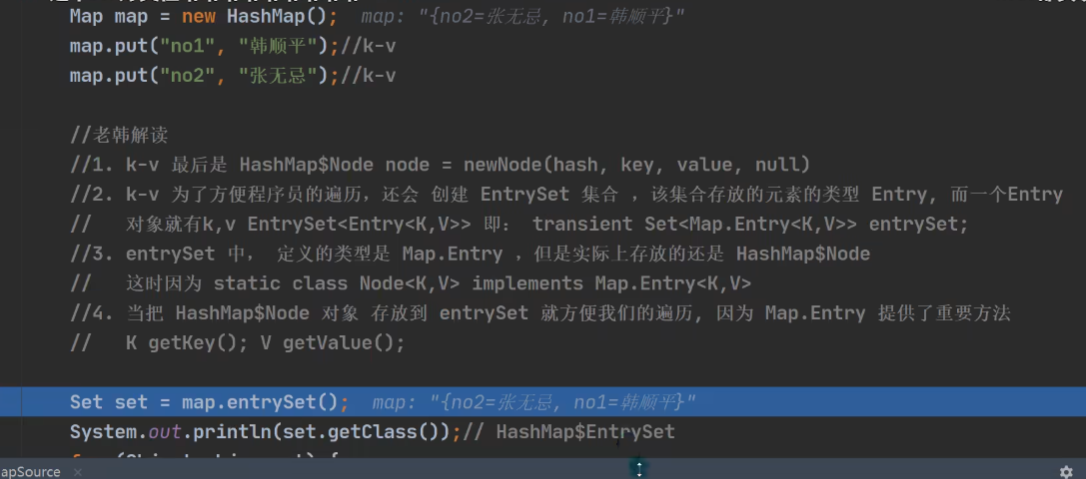 Map map = new HashMap();  map: "{no2=张无忌, no1=韩顺平}"
map.put("no1", "韩顺平");//k-v
map.put("no2", "张无忌");//k-v
//老韩解读
//1. k-v 最后是 HashMap$Node node = newNode(hash, key, value, null)
//2. k-v 为了方便程序员的遍历，还会 创建 EntrySet 集合 ，该集合存放的元素的类型 Entry, 而一个Entry
//   对象就有k,v EntrySet<Entry<K,V>> 即： transient Set<Map.Entry<K,V>> entrySet;
//3. entrySet 中， 定义的类型是 Map.Entry ，但是实际上存放的还是 HashMap$Node
//   这时因为 static class Node<K,V> implements Map.Entry<K,V>
//4. 当把 HashMap$Node 对象 存放到 entrySet 就方便我们的遍历, 因为 Map.Entry 提供了重要方法
//   K getKey(); V getValue();
Set set = map.entrySet();  map: "{no2=张无忌, no1=韩顺平}"
System.out.println(set.getClass());// HashMap$EntrySet
apSource ×